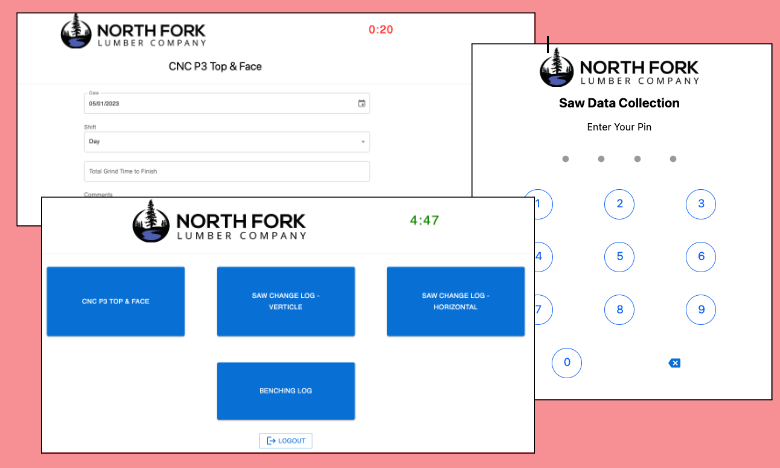 NORTH FORK
LUMBER COMPANY
0:20
CNC P3 Top & Face
Date
05/01/2023
Shift
Day
Total Grind Time to Finish
Comments
NORTH FORK
LUMBER COMPANY
Saw Data Collection
Enter Your Pin
1 2 3
4 5 6
7 8 9
0
NORTH FORK
LUMBER COMPANY
4:47
CNC P3 TOP & FACE
SAW CHANGE LOG -
VERTICLE
SAW CHANGE LOG -
HORIZONTAL
BENCHING LOG
LOGOUT